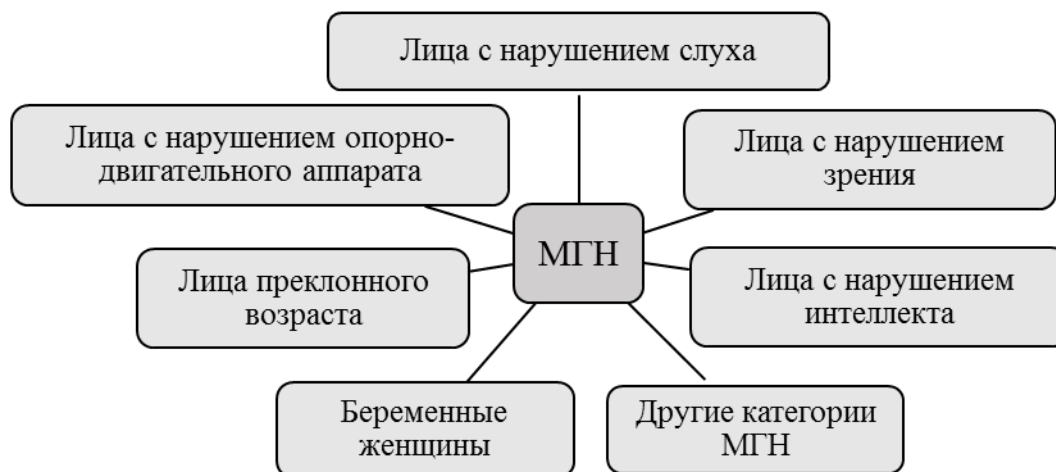 Лица с нарушением слуха
Лица с нарушением опорно-
двигательного аппарата
Лица с нарушением
зрения
МГН
Лица преклонного
возраста
Лица с нарушением
интеллекта
Беременные
женщины
Другие категории
МГН